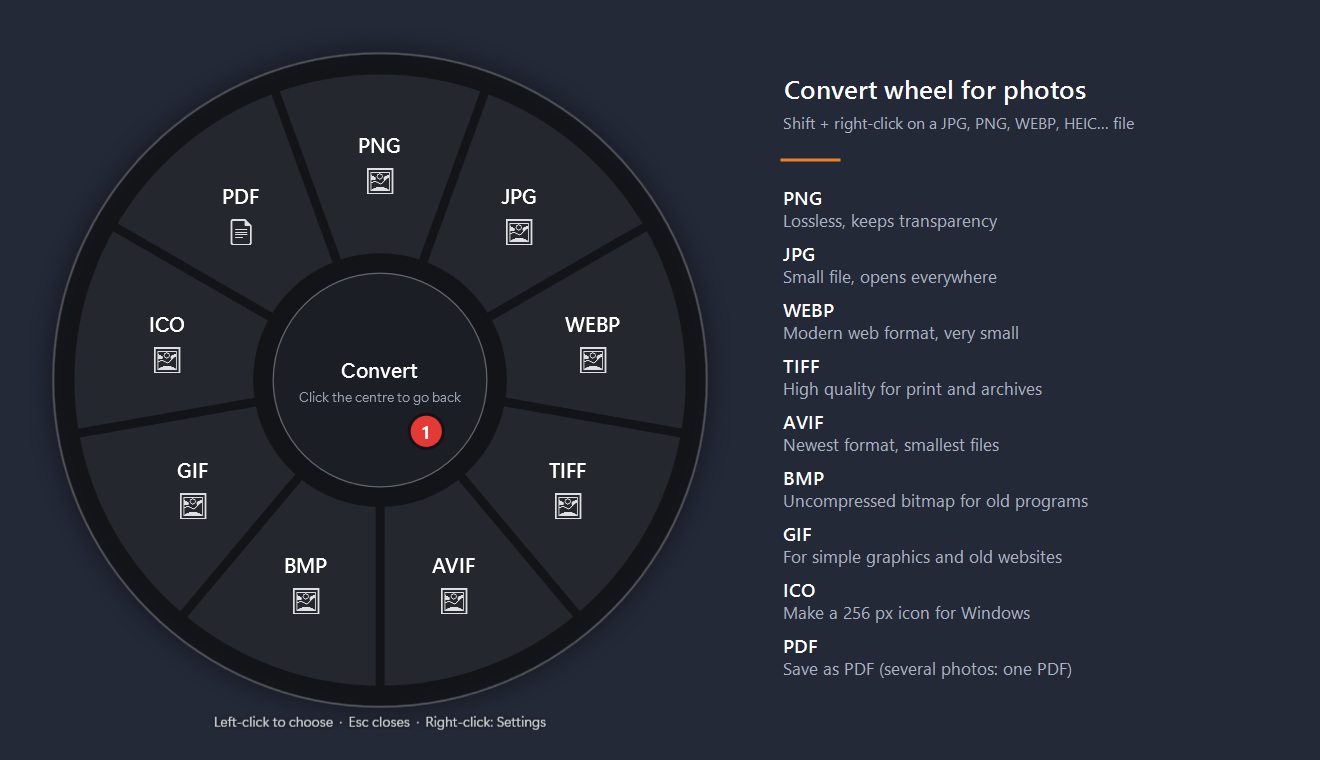 PNG
JPG
WEBP
TIFF
AVIF
BMP
GIF
ICO
PDF
Convert
Click the centre to go back
1
Left-click to choose · Esc closes · Right-click: Settings
Convert wheel for photos
Shift + right-click on a JPG, PNG, WEBP, HEIC... file
PNG
Lossless, keeps transparency
JPG
Small file, opens everywhere
WEBP
Modern web format, very small
TIFF
High quality for print and archives
AVIF
Newest format, smallest files
BMP
Uncompressed bitmap for old programs
GIF
For simple graphics and old websites
ICO
Make a 256 px icon for Windows
PDF
Save as PDF (several photos: one PDF)